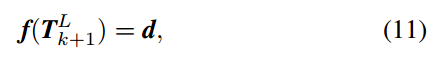 f(T^L_{k+1}) = d, (11)